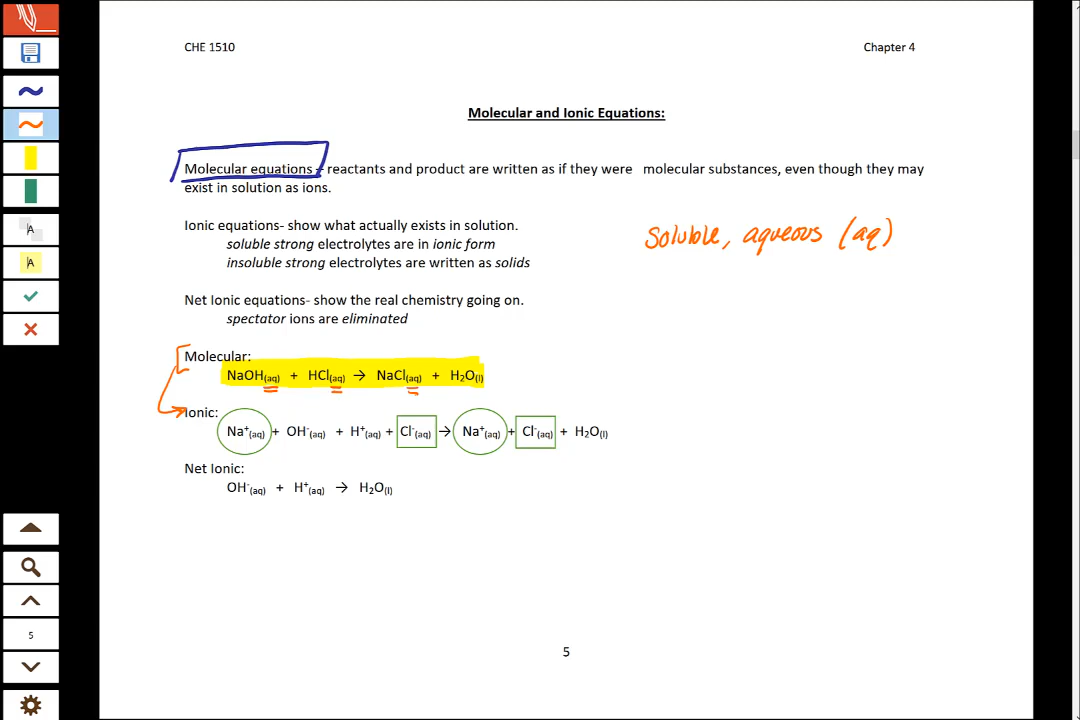 CHE 1510 Chapter 4
Molecular and Ionic Equations:
Molecular equations - reactants and product are written as if they were molecular substances, even though they may
exist in solution as ions.
Ionic equations- show what actually exists in solution.
soluble, aqueous (aq)
soluble strong electrolytes are in ionic form
insoluble strong electrolytes are written as solids
Net Ionic equations- show the real chemistry going on.
spectator ions are eliminated
Molecular:
NaOH(aq) + HCl(aq) → NaCl(aq) + H₂O(l)
Ionic:
Na⁺(aq) + OH⁻(aq) + H⁺(aq) + Cl⁻(aq) → Na⁺(aq) + Cl⁻(aq) + H₂O(l)
Net Ionic:
OH⁻(aq) + H⁺(aq) → H₂O(l)
5
A
A
5